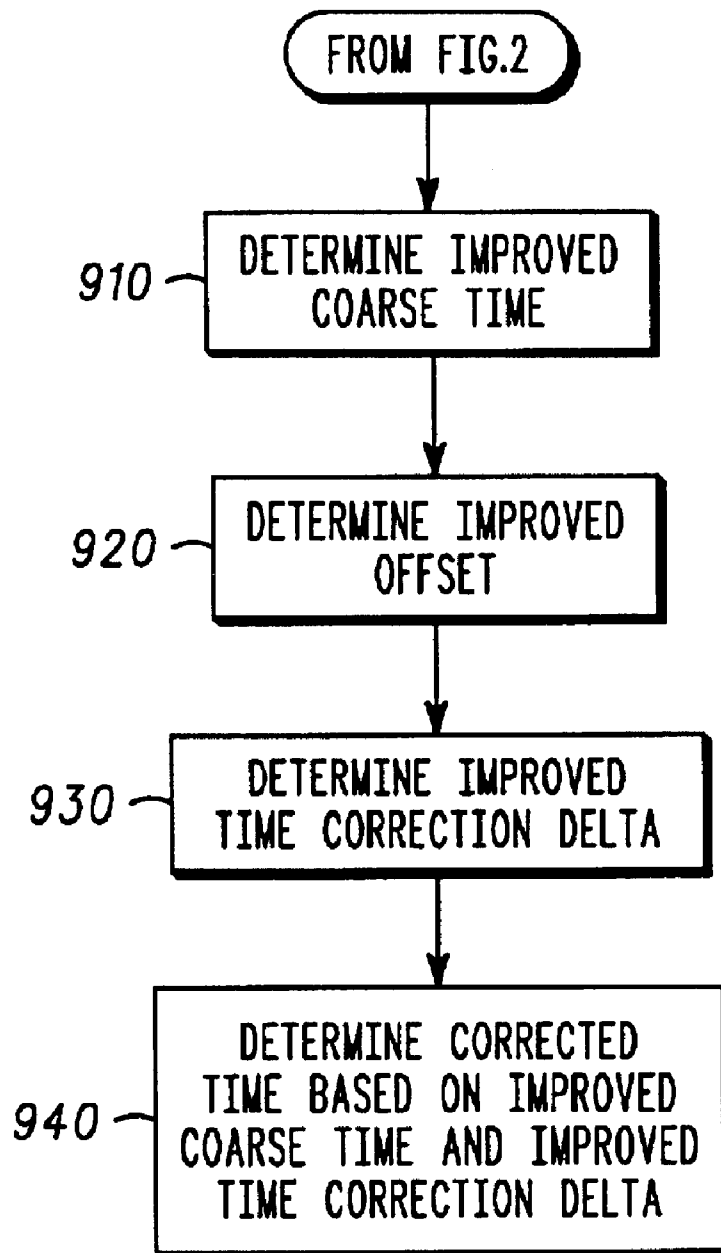 FROM FIG.2
910
DETERMINE IMPROVED
COARSE TIME
920
DETERMINE IMPROVED
OFFSET
930
DETERMINE IMPROVED
TIME CORRECTION DELTA
940
DETERMINE CORRECTED
TIME BASED ON IMPROVED
COARSE TIME AND IMPROVED
TIME CORRECTION DELTA